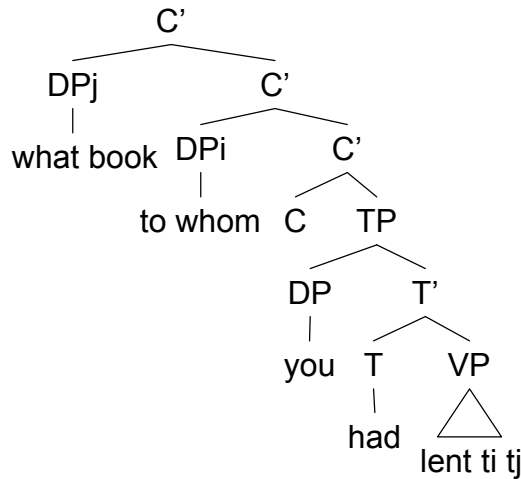 C'
DPj C'
what book DPi C'
to whom C TP
DP T'
you T VP
had
lent ti tj